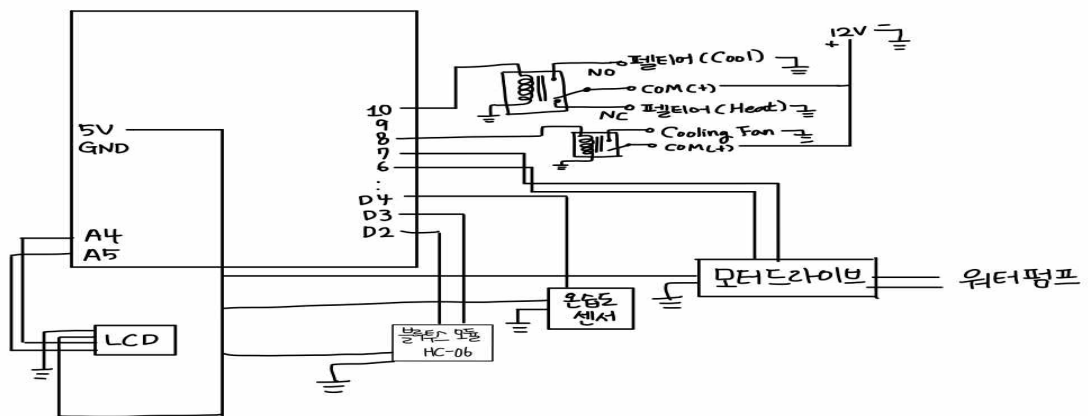 12V
+
펠티어(Cool)
NO
COM(+)
펠티어(Heat)
NC
Cooling Fan
COM(+)
10
9
8
7
6
:
D4
D3
D2
5V
GND
A4
A5
모터드라이브
워터펌프
온습도
센서
블루투스 모듈
HC-06
LCD